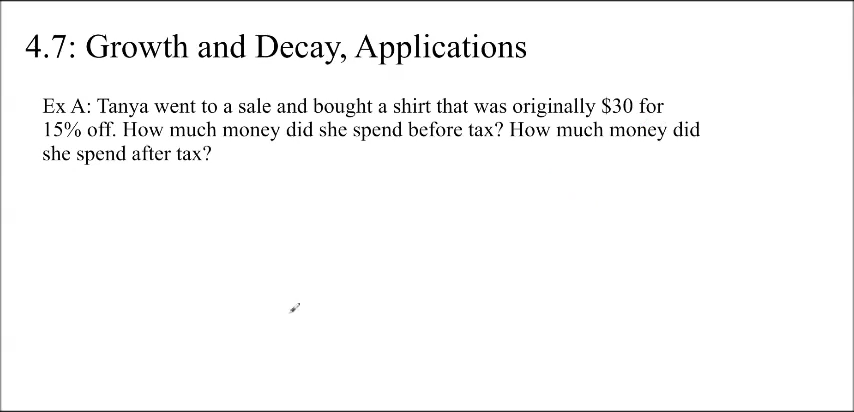 4.7: Growth and Decay, Applications
Ex A: Tanya went to a sale and bought a shirt that was originally $30 for
15% off. How much money did she spend before tax? How much money did
she spend after tax?